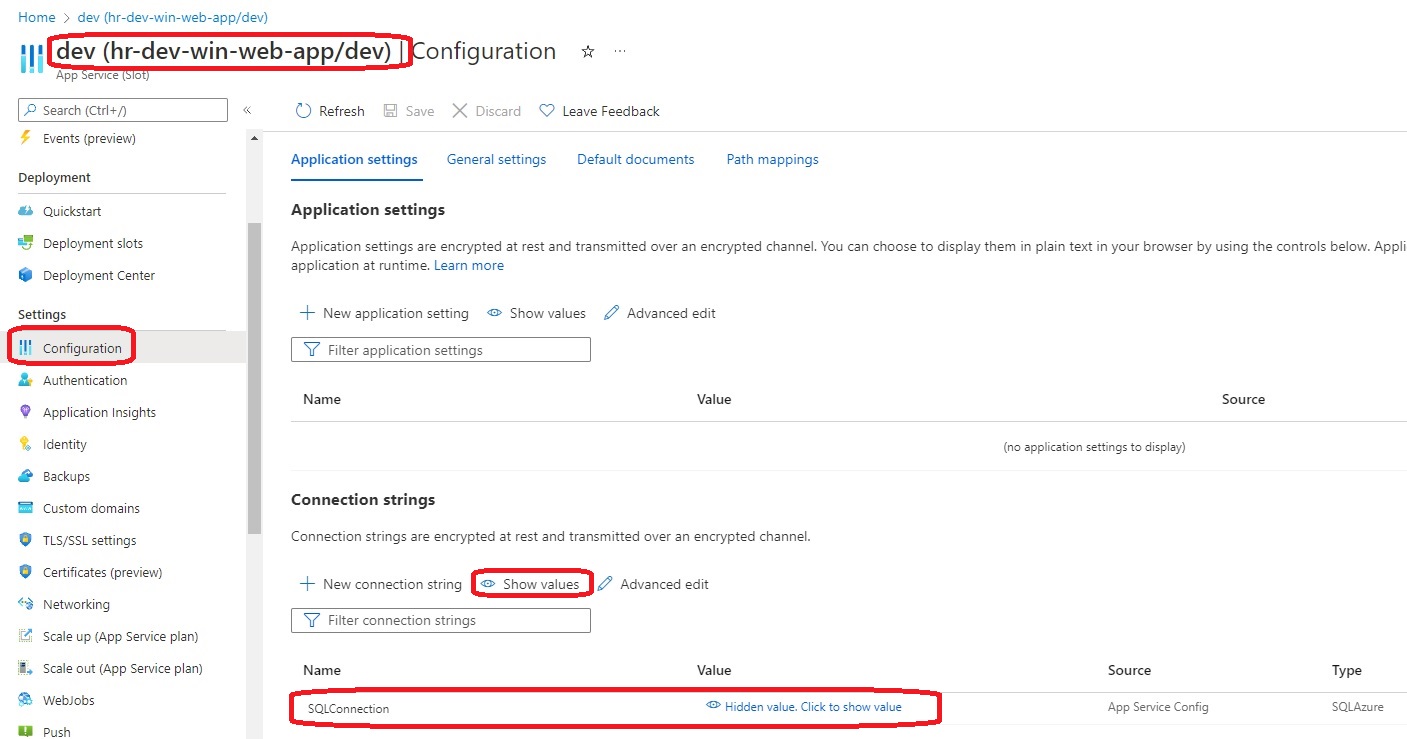 Home > dev (hr-dev-win-web-app/dev)
dev (hr-dev-win-web-app/dev) | Configuration ☆ ...
App Service (Slot)
Search (Ctrl+/) «
Refresh Save Discard Leave Feedback
Events (preview)
Deployment
Quickstart
Deployment slots
Deployment Center
Settings
Configuration
Authentication
Application Insights
Identity
Backups
Custom domains
TLS/SSL settings
Certificates (preview)
Networking
Scale up (App Service plan)
Scale out (App Service plan)
WebJobs
Push
Application settings General settings Default documents Path mappings
Application settings
Application settings are encrypted at rest and transmitted over an encrypted channel. You can choose to display them in plain text in your browser by using the controls below. Appli
application at runtime. Learn more
New application setting Show values Advanced edit
Filter application settings
Name Value Source
(no application settings to display)
Connection strings
Connection strings are encrypted at rest and transmitted over an encrypted channel.
New connection string Show values Advanced edit
Filter connection strings
Name Value Source Type
SQLConnection Hidden value. Click to show value App Service Config SQLAzure